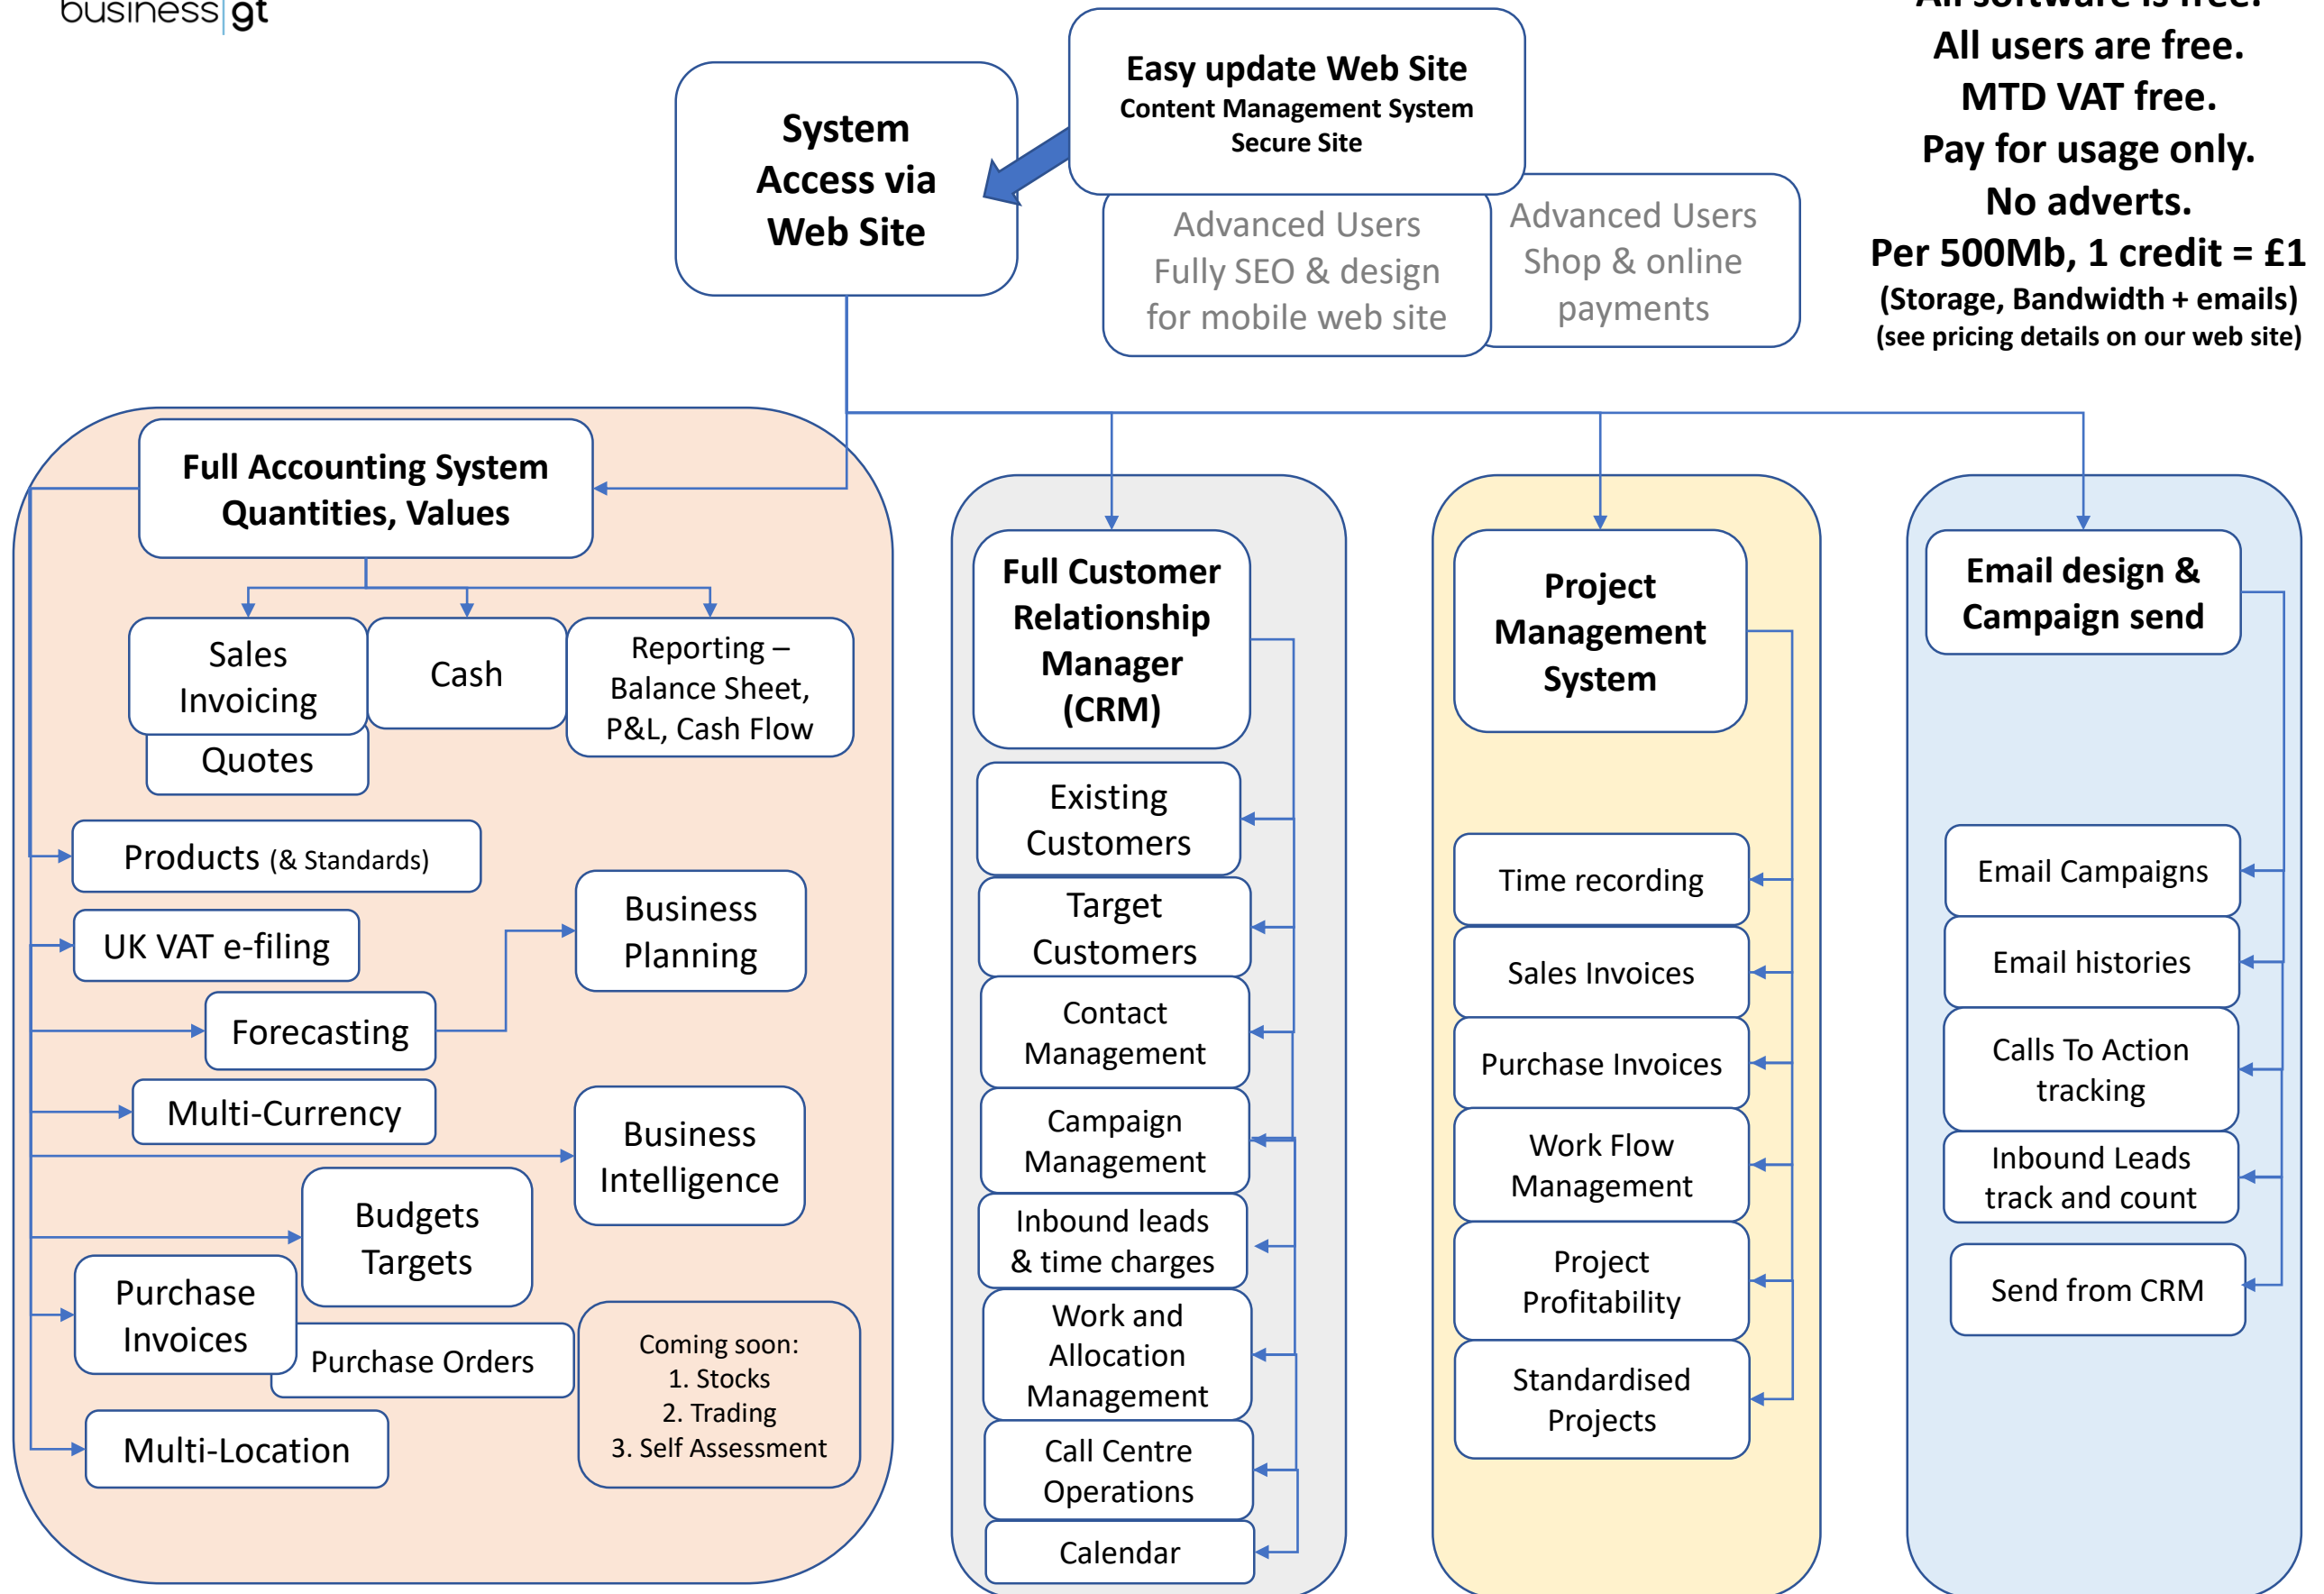 business|gt
All software is free.
All users are free.
MTD VAT free.
Pay for usage only.
No adverts.
Per 500Mb, 1 credit = £1
(Storage, Bandwidth + emails)
(see pricing details on our web site)
Easy update Web Site
Content Management System
Secure Site
System
Access via
Web Site
Advanced Users
Fully SEO & design
for mobile web site
Advanced Users
Shop & online
payments
Full Accounting System
Quantities, Values
Sales
Invoicing
Quotes
Cash
Reporting –
Balance Sheet,
P&L, Cash Flow
Products (& Standards)
UK VAT e-filing
Business
Planning
Forecasting
Multi-Currency
Business
Intelligence
Budgets
Targets
Purchase
Invoices
Purchase Orders
Coming soon:
1. Stocks
2. Trading
3. Self Assessment
Multi-Location
Full Customer
Relationship
Manager
(CRM)
Existing
Customers
Target
Customers
Contact
Management
Campaign
Management
Inbound leads
& time charges
Work and
Allocation
Management
Call Centre
Operations
Calendar
Project
Management
System
Time recording
Sales Invoices
Purchase Invoices
Work Flow
Management
Project
Profitability
Standardised
Projects
Email design &
Campaign send
Email Campaigns
Email histories
Calls To Action
tracking
Inbound Leads
track and count
Send from CRM